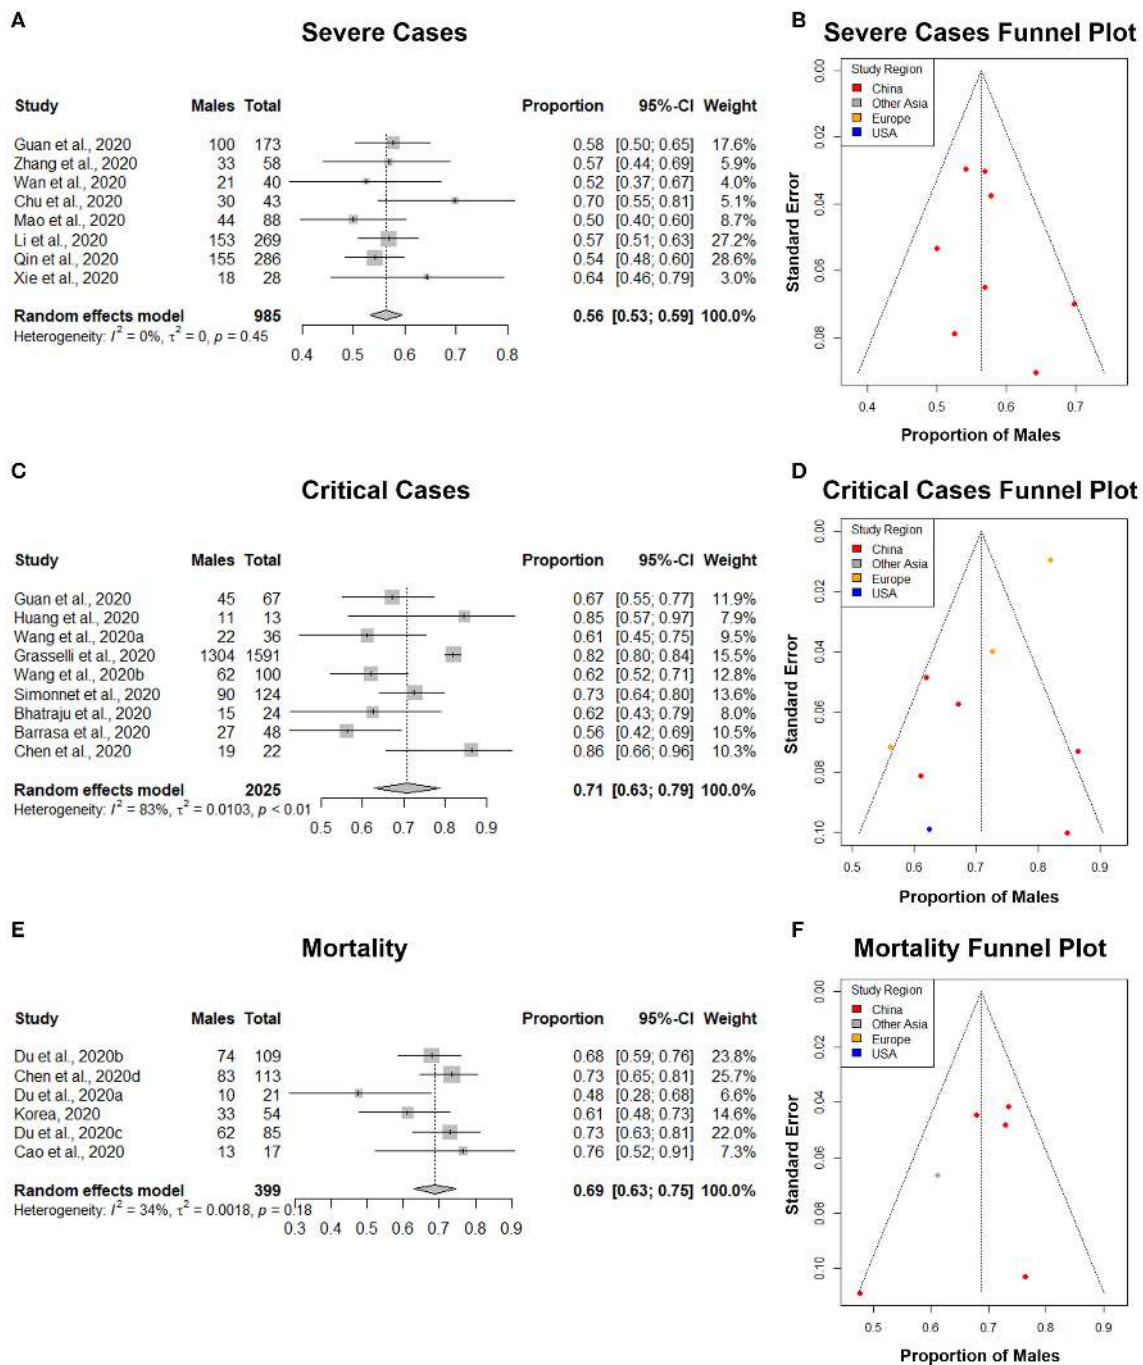 A
Severe Cases
Study Males Total Proportion 95%-CI Weight
Guan et al., 2020 100 173 0.58 [0.50; 0.65] 17.6%
Zhang et al., 2020 33 58 0.57 [0.44; 0.69] 5.9%
Wan et al., 2020 21 40 0.52 [0.37; 0.67] 4.0%
Chu et al., 2020 30 43 0.70 [0.55; 0.81] 5.1%
Mao et al., 2020 44 88 0.50 [0.40; 0.60] 8.7%
Li et al., 2020 153 269 0.57 [0.51; 0.63] 27.2%
Qin et al., 2020 155 286 0.54 [0.48; 0.60] 28.6%
Xie et al., 2020 18 28 0.64 [0.46; 0.79] 3.0%
Random effects model 985 0.56 [0.53; 0.59] 100.0%
Heterogeneity: I² = 0%, τ² = 0, p = 0.45
0.4 0.5 0.6 0.7 0.8
B
Severe Cases Funnel Plot
Study Region
China
Other Asia
Europe
USA
0.00
0.02
0.04
0.06
0.08
Standard Error
0.4 0.5 0.6 0.7
Proportion of Males
C
Critical Cases
Study Males Total Proportion 95%-CI Weight
Guan et al., 2020 45 67 0.67 [0.55; 0.77] 11.9%
Huang et al., 2020 11 13 0.85 [0.57; 0.97] 7.9%
Wang et al., 2020a 22 36 0.61 [0.45; 0.75] 9.5%
Grasselli et al., 2020 1304 1591 0.82 [0.80; 0.84] 15.5%
Wang et al., 2020b 62 100 0.62 [0.52; 0.71] 12.8%
Simonnet et al., 2020 90 124 0.73 [0.64; 0.80] 13.6%
Bhatraju et al., 2020 15 24 0.62 [0.43; 0.79] 8.0%
Barrasa et al., 2020 27 48 0.56 [0.42; 0.69] 10.5%
Chen et al., 2020 19 22 0.86 [0.66; 0.96] 10.3%
Random effects model 2025 0.71 [0.63; 0.79] 100.0%
Heterogeneity: I² = 83%, τ² = 0.0103, p < 0.01
0.5 0.6 0.7 0.8 0.9
D
Critical Cases Funnel Plot
Study Region
China
Other Asia
Europe
USA
0.00
0.02
0.04
0.06
0.08
0.10
Standard Error
0.5 0.6 0.7 0.8 0.9
Proportion of Males
E
Mortality
Study Males Total Proportion 95%-CI Weight
Du et al., 2020b 74 109 0.68 [0.59; 0.76] 23.8%
Chen et al., 2020d 83 113 0.73 [0.65; 0.81] 25.7%
Du et al., 2020a 10 21 0.48 [0.28; 0.68] 6.6%
Korea, 2020 33 54 0.61 [0.48; 0.73] 14.6%
Du et al., 2020c 62 85 0.73 [0.63; 0.81] 22.0%
Cao et al., 2020 13 17 0.76 [0.52; 0.91] 7.3%
Random effects model 399 0.69 [0.63; 0.75] 100.0%
Heterogeneity: I² = 34%, τ² = 0.0018, p = 0.18
0.3 0.4 0.5 0.6 0.7 0.8 0.9
F
Mortality Funnel Plot
Study Region
China
Other Asia
Europe
USA
0.00
0.02
0.04
0.06
0.08
0.10
Standard Error
0.5 0.6 0.7 0.8 0.9
Proportion of Males